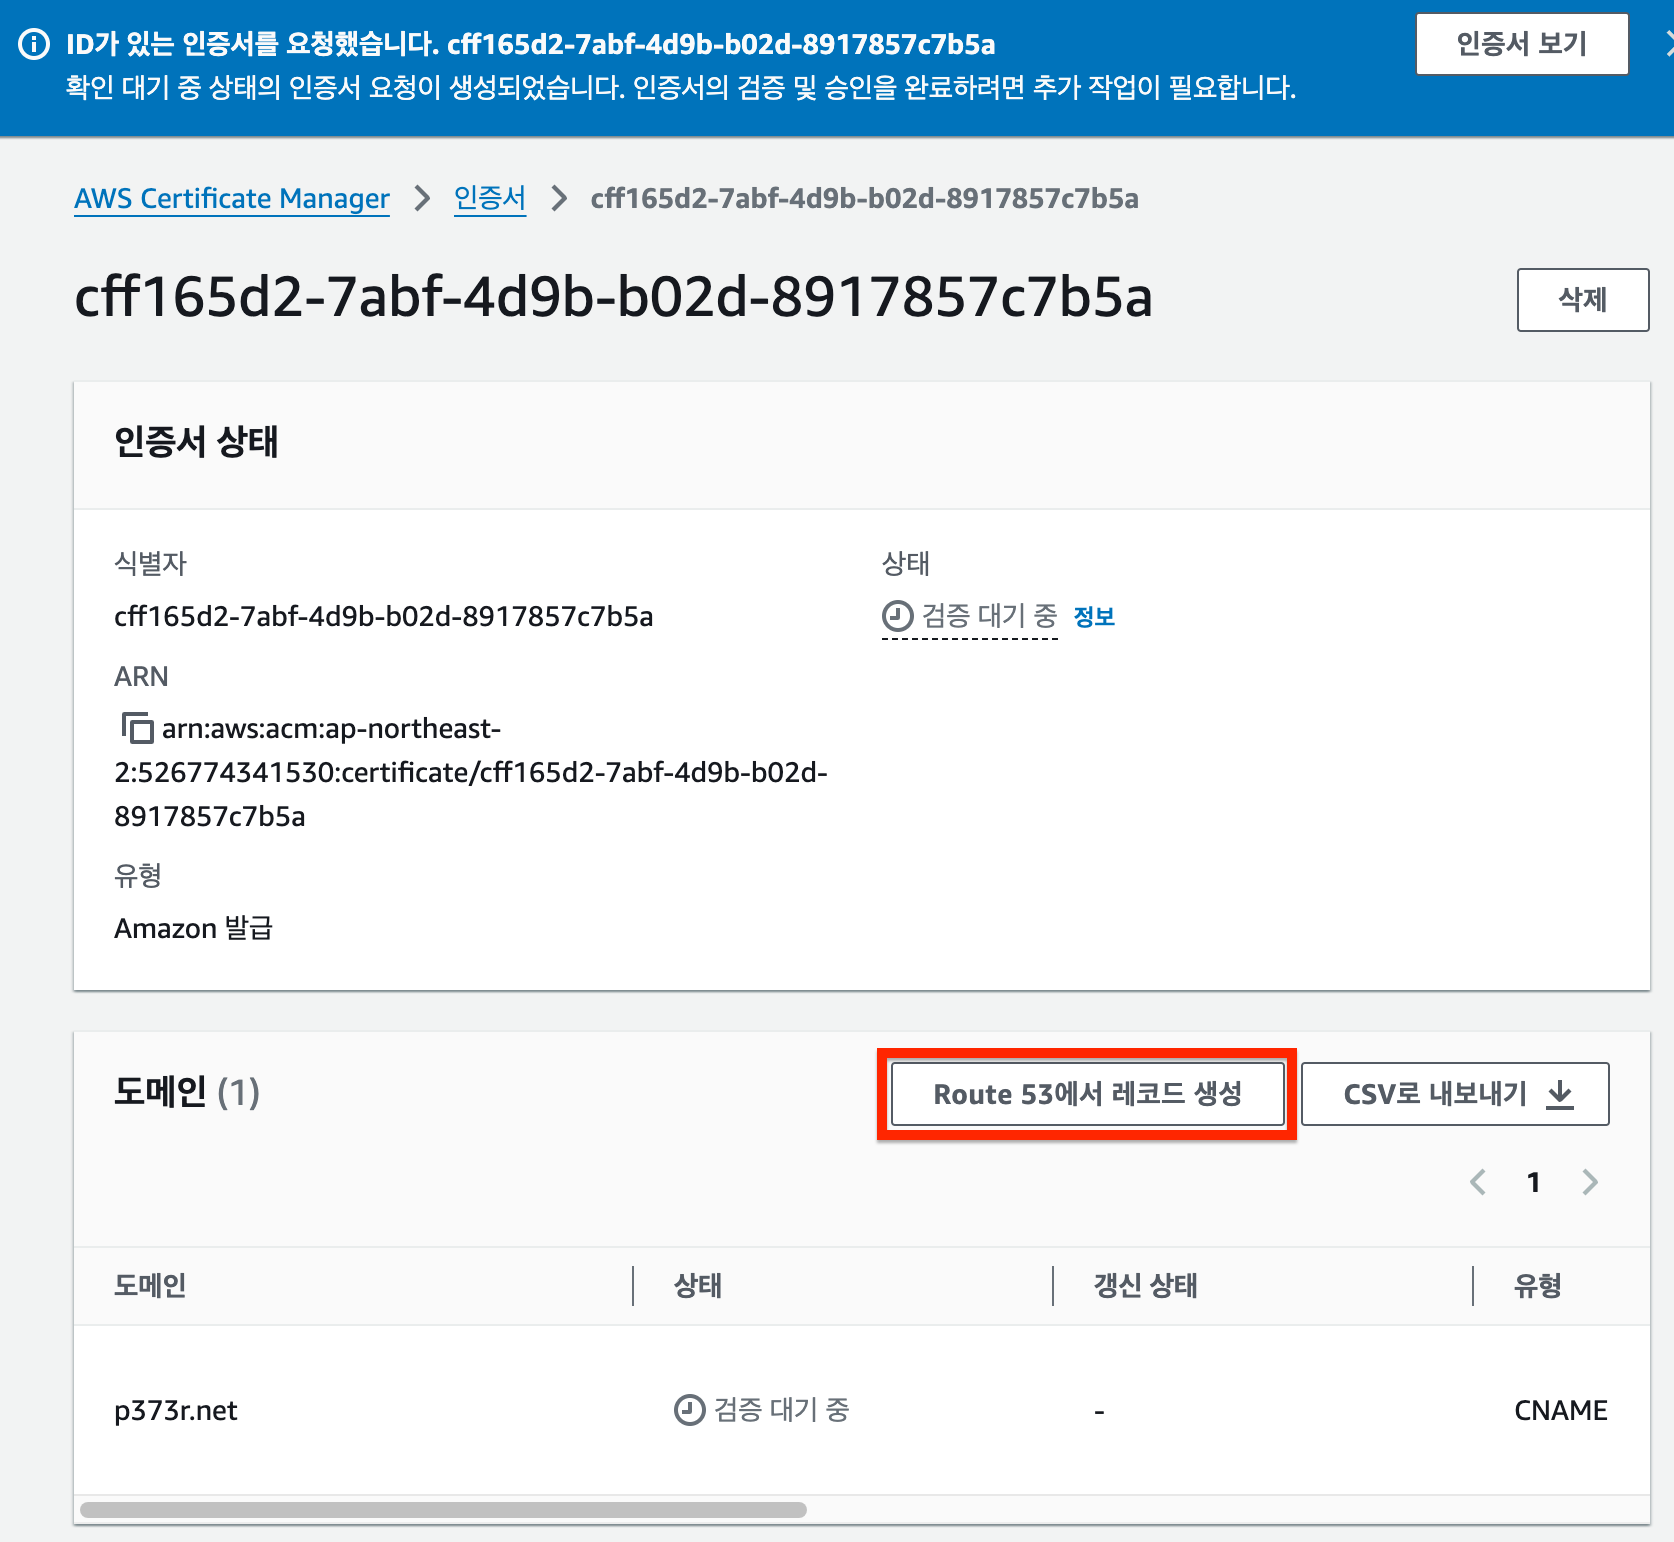 ID가 있는 인증서를 요청했습니다. cff165d2-7abf-4d9b-b02d-8917857c7b5a
확인 대기 중 상태의 인증서 요청이 생성되었습니다. 인증서의 검증 및 승인을 완료하려면 추가 작업이 필요합니다.
인증서 보기
AWS Certificate Manager > 인증서 > cff165d2-7abf-4d9b-b02d-8917857c7b5a
cff165d2-7abf-4d9b-b02d-8917857c7b5a
삭제
인증서 상태
식별자
cff165d2-7abf-4d9b-b02d-8917857c7b5a
ARN
arn:aws:acm:ap-northeast-
2:526774341530:certificate/cff165d2-7abf-4d9b-b02d-
8917857c7b5a
유형
Amazon 발급
상태
검증 대기 중 정보
도메인 (1)
Route 53에서 레코드 생성
CSV로 내보내기
1
도메인 상태 갱신 상태 유형
p373r.net 검증 대기 중 - CNAME